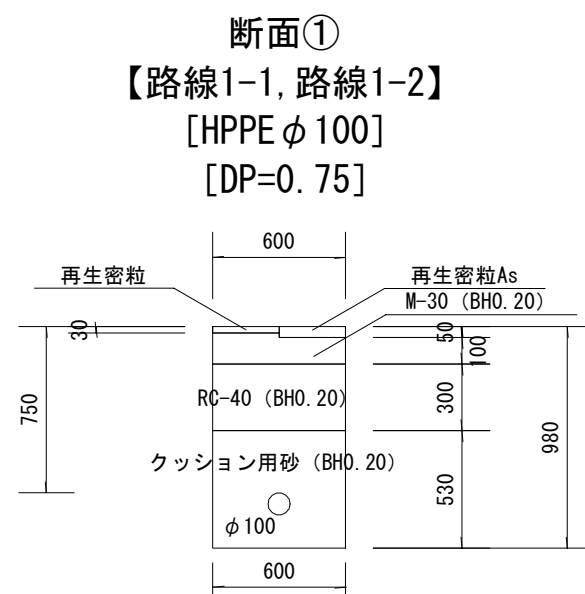 断面①
【路線1-1,路線1-2】
[HPPEφ100]
[DP=0.75]
600
再生密粒
再生密粒As
M-30 (BH0.20)
30
50
100
RC-40 (BH0.20)
300
750
980
クッション用砂 (BH0.20)
530
φ100
600